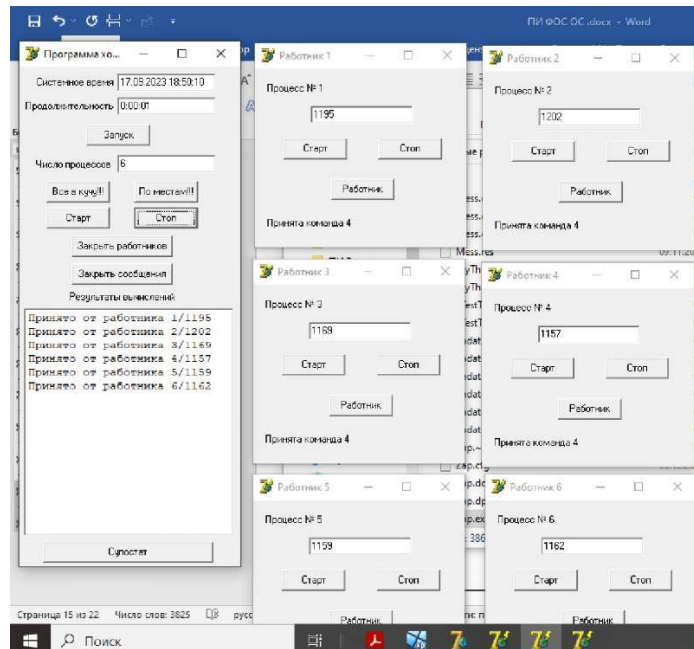 ПИ ФОС ОС .docx - Word
Программа хо...
Системное время 17.09.2023 18:50:10
Продолжительность 0:00:01
Запуск
Число процессов 6
Все в кучу!!!
По местам!!!
Старт
Стоп
Закрыть работников
Закрыть сообщения
Результаты вычислений
Принято от работника 1/1195
Принято от работника 2/1202
Принято от работника 3/1169
Принято от работника 4/1157
Принято от работника 5/1159
Принято от работника 6/1162
Супостат
Работник 1
Процесс № 1
1195
Старт
Стоп
Работник
Принята команда 4
Работник 2
Процесс № 2
1202
Старт
Стоп
Работник
Принята команда 4
Mess.res
Работник 3
Процесс № 3
1169
Старт
Стоп
Работник
Принята команда 4
Работник 4
Процесс № 4
1157
Старт
Стоп
Работник
Принята команда 4
Zap.cfg
Работник 5
Процесс № 5
1159
Старт
Стоп
Работник
Работник 6
Процесс № 6
1162
Старт
Стоп
Работник
Страница 15 из 22 Число слов: 3825
Поиск